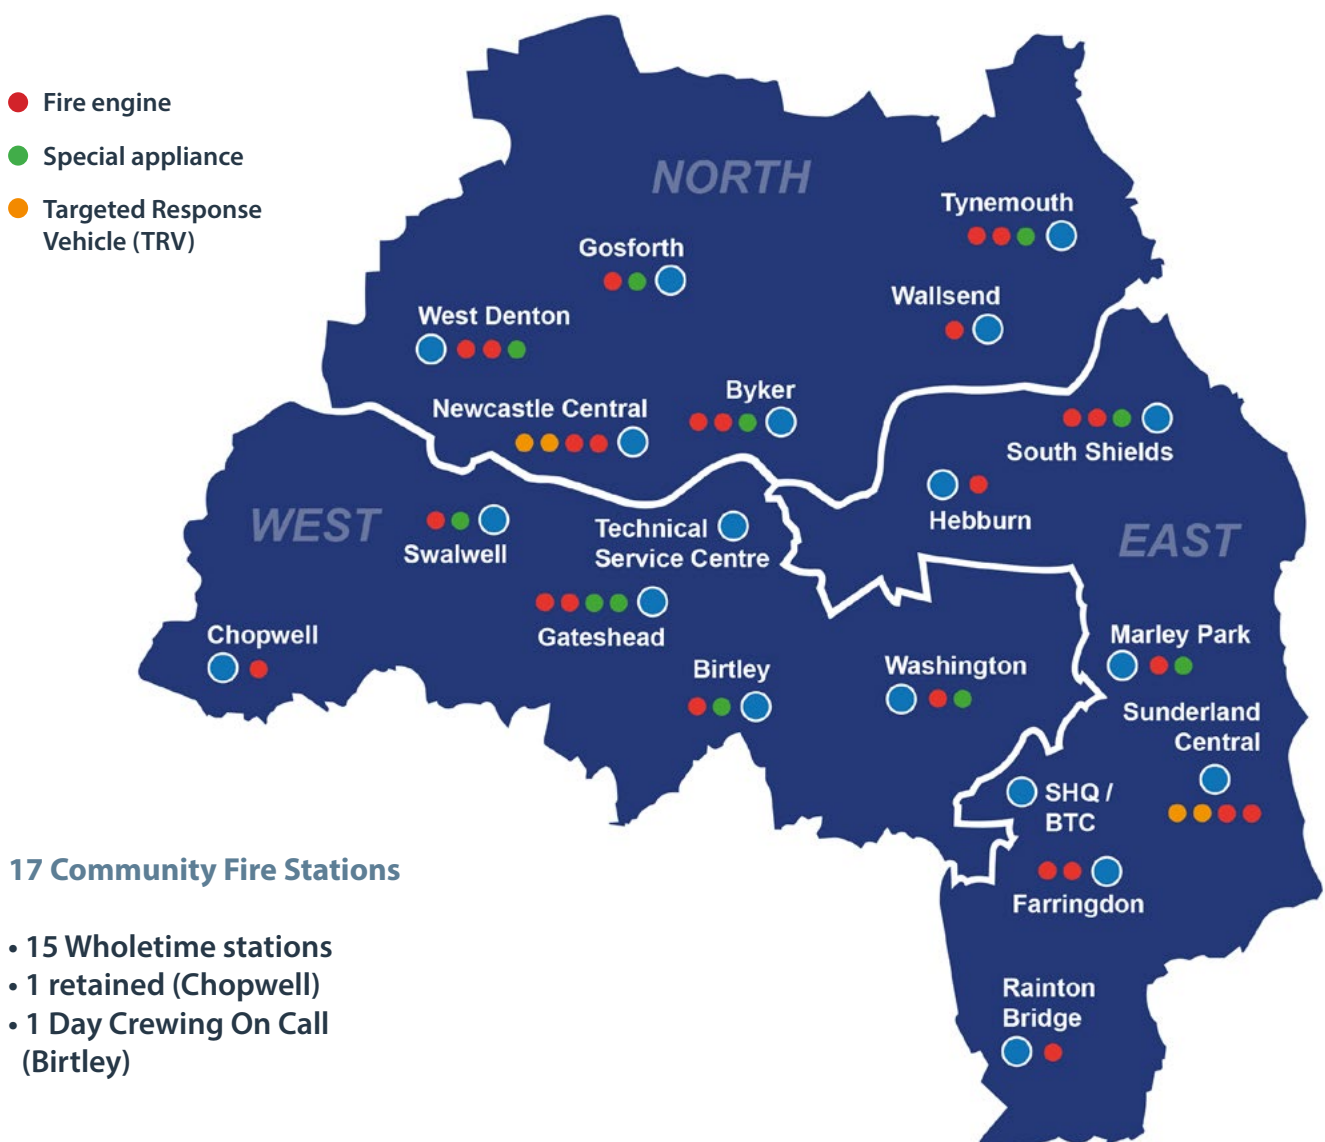 Fire engine
Special appliance
Targeted Response
Vehicle (TRV)
NORTH
Tynemouth
Gosforth
Wallsend
West Denton
Byker
Newcastle Central
South Shields
Hebburn
WEST
EAST
Swalwell
Technical
Service Centre
Gateshead
Chopwell
Marley Park
Birtley
Washington
Sunderland
Central
SHQ /
BTC
Farringdon
Rainton
Bridge
17 Community Fire Stations
• 15 Wholetime stations
• 1 retained (Chopwell)
• 1 Day Crewing On Call
(Birtley)